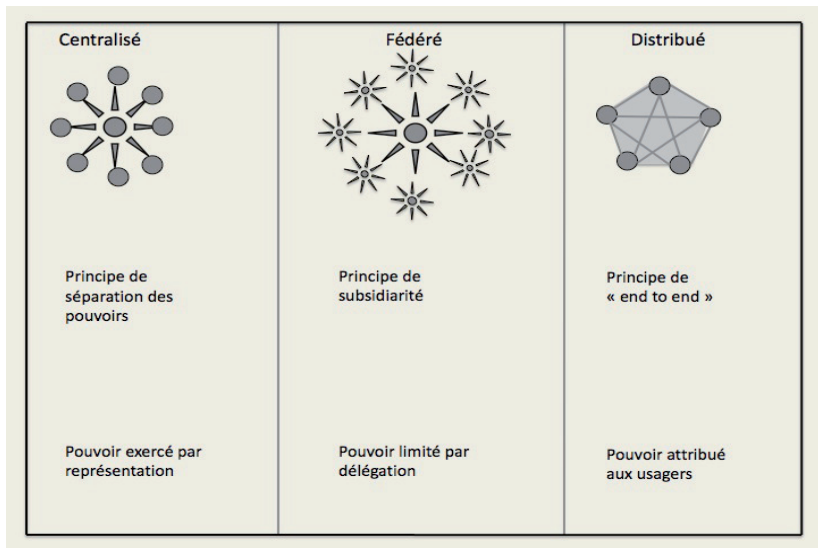 Centralisé
Principe de
séparation des
pouvoirs
Pouvoir exercé par
représentation
Fédéré
Principe de
subsidiarité
Pouvoir limité par
délégation
Distribué
Principe de
« end to end »
Pouvoir attribué
aux usagers